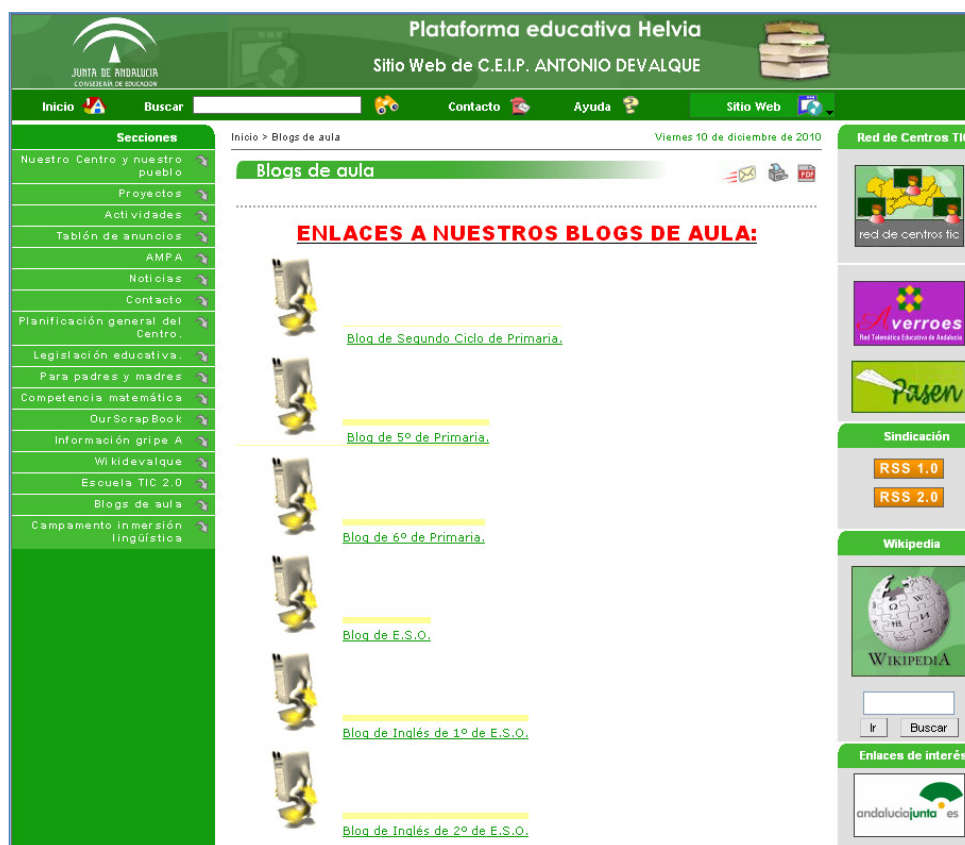 Plataforma educativa Helvia
Sitio Web de C.E.I.P. ANTONIO DEVALQUE
JUNTA DE ANDALUCIA
CONSEJERÍA DE EDUCACION
Inicio
Buscar
Contacto
Ayuda
Sitio Web
Secciones
Nuestro Centro y nuestro
pueblo
Proyectos
Actividades
Tablón de anuncios
AMPA
Noticias
Contacto
Planificación general del
Centro.
Legislación educativa.
Para padres y madres
Competencia matemática
OurScrapBook
Información gripe A
Wikidevalque
Escuela TIC 2.0
Blogs de aula
Campamento inmersión
lingüística
Inicio > Blogs de aula
Viernes 10 de diciembre de 2010
Blogs de aula
PDF
ENLACES A NUESTROS BLOGS DE AULA:
Blog de Segundo Ciclo de Primaria.
Blog de 5º de Primaria.
Blog de 6º de Primaria.
Blog de E.S.O.
Blog de Inglés de 1º de E.S.O.
Blog de Inglés de 2º de E.S.O.
Red de Centros TI
red de centros tic
Averroes
Red Telemática Educativa de Andalucía
Pasen
Sindicación
RSS 1.0
RSS 2.0
Wikipedia
WIKIPEDIA
Ir
Buscar
Enlaces de interés
andaluciajunta es